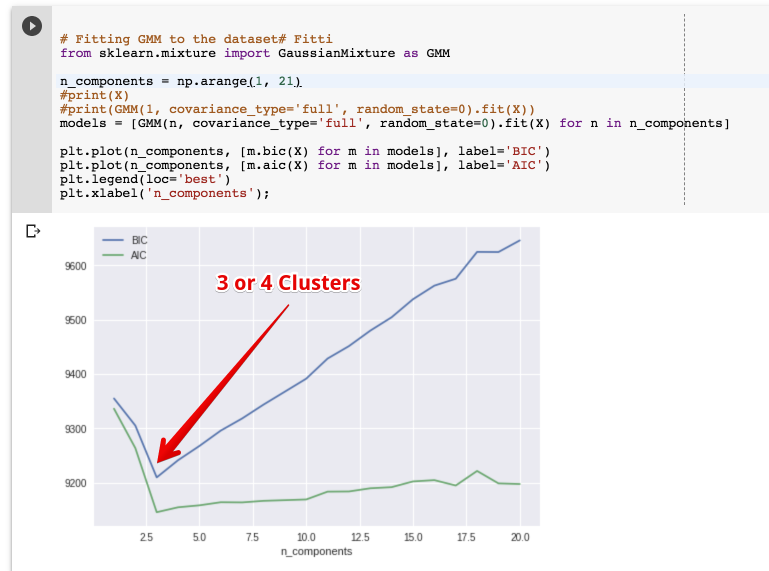 # Fitting GMM to the dataset# Fitti
from sklearn.mixture import GaussianMixture as GMM
n_components = np.arange(1, 21)
#print(X)
#print(GMM(1, covariance_type='full', random_state=0).fit(X))
models = [GMM(n, covariance_type='full', random_state=0).fit(X) for n in n_components]
plt.plot(n_components, [m.bic(X) for m in models], label='BIC')
plt.plot(n_components, [m.aic(X) for m in models], label='AIC')
plt.legend(loc='best')
plt.xlabel('n_components');
BIC
AIC
3 or 4 Clusters
9600
9500
9400
9300
9200
2.5 5.0 7.5 10.0 12.5 15.0 17.5 20.0
n_components